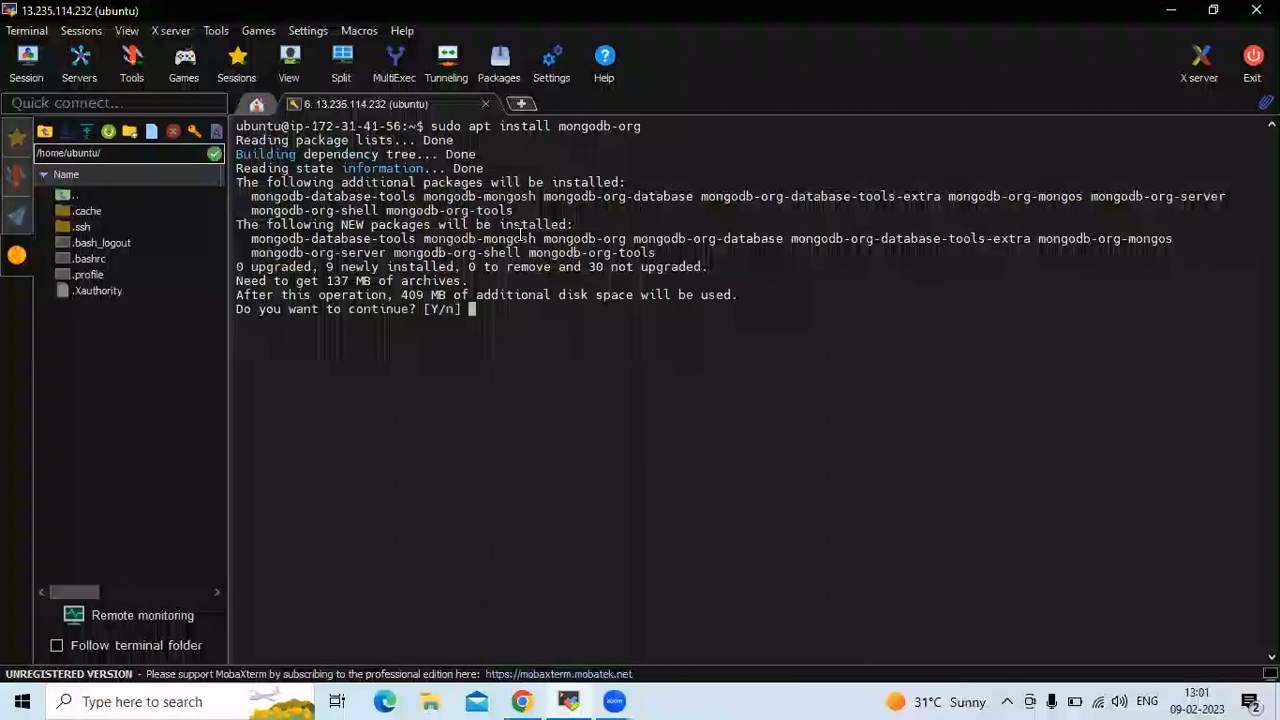 13.235.114.232 (ubuntu)
Terminal Sessions View X server Tools Games Settings Macros Help
Session Servers Tools Games Sessions View Split MultiExec Tunneling Packages Settings Help X server Exit
Quick connect...
6. 13.235.114.232 (ubuntu)
/home/ubuntu/
Name
..
.cache
.ssh
.bash_logout
.bashrc
.profile
.Xauthority
Remote monitoring
Follow terminal folder
ubuntu@ip-172-31-41-56:~$ sudo apt install mongodb-org
Reading package lists... Done
Building dependency tree... Done
Reading state information... Done
The following additional packages will be installed:
mongodb-database-tools mongodb-mongosh mongodb-org-database mongodb-org-database-tools-extra mongodb-org-mongos mongodb-org-server
mongodb-org-shell mongodb-org-tools
The following NEW packages will be installed:
mongodb-database-tools mongodb-mongosh mongodb-org mongodb-org-database mongodb-org-database-tools-extra mongodb-org-mongos
mongodb-org-server mongodb-org-shell mongodb-org-tools
0 upgraded, 9 newly installed, 0 to remove and 30 not upgraded.
Need to get 137 MB of archives.
After this operation, 409 MB of additional disk space will be used.
Do you want to continue? [Y/n]
UNREGISTERED VERSION - Please support MobaXterm by subscribing to the professional edition here: https://mobaxterm.mobatek.net
Type here to search
zoom
31°C Sunny
ENG
3:01
09-02-2023
2